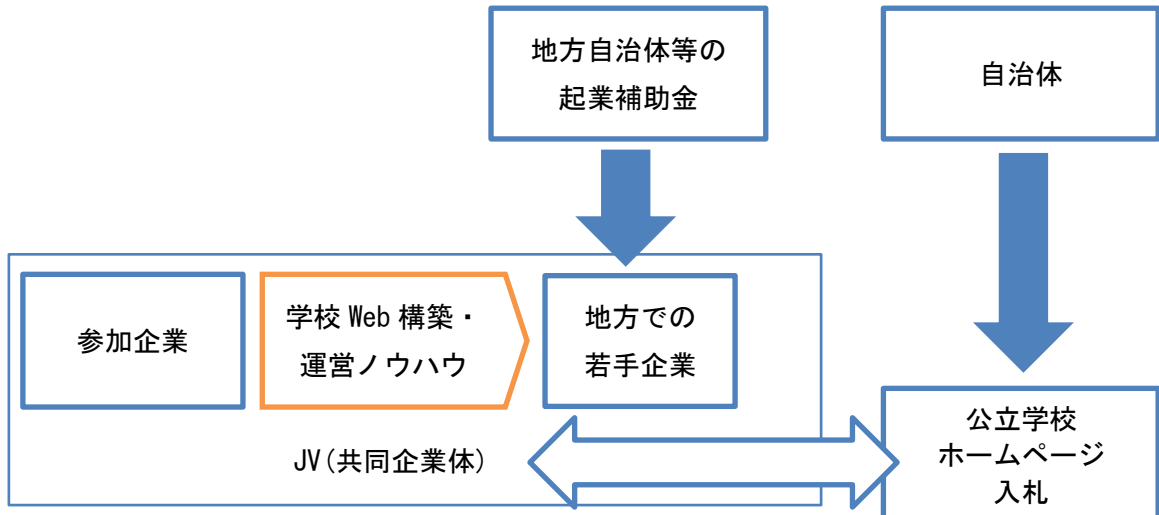 地方自治体等の
起業補助金
自治体
参加企業
学校 Web 構築・
運営ノウハウ
地方での
若手企業
JV(共同企業体)
公立学校
ホームページ
入札